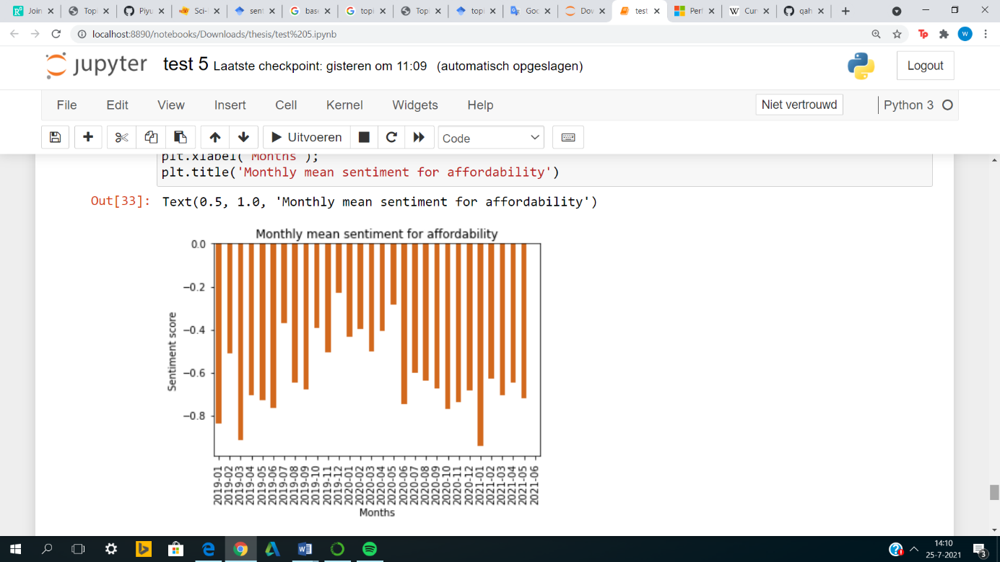 Join
Topi
Piyu
Sci-
sent
base
topi
Topi
topi
Goo
Dov
test
Perf
W Cur
qah
localhost:8890/notebooks/Downloads/thesis/test%205.ipynb
Tp
W
jupyter test 5 Laatste checkpoint: gisteren om 11:09 (automatisch opgeslagen)
Logout
File Edit View Insert Cell Kernel Widgets Help
Niet vertrouwd
Python 3
Uitvoeren
Code
plt.xlabel('Months');
plt.title('Monthly mean sentiment for affordability')
Out[33]: Text(0.5, 1.0, 'Monthly mean sentiment for affordability')
Monthly mean sentiment for affordability
0.0
−0.2
−0.4
−0.6
−0.8
Sentiment score
2019-01
2019-02
2019-03
2019-04
2019-05
2019-06
2019-07
2019-08
2019-09
2019-10
2019-11
2019-12
2020-01
2020-02
2020-03
2020-04
2020-05
2020-06
2020-07
2020-08
2020-09
2020-10
2020-11
2020-12
2021-01
2021-02
2021-03
2021-04
2021-05
2021-06
Months
14:10
25-7-2021
3